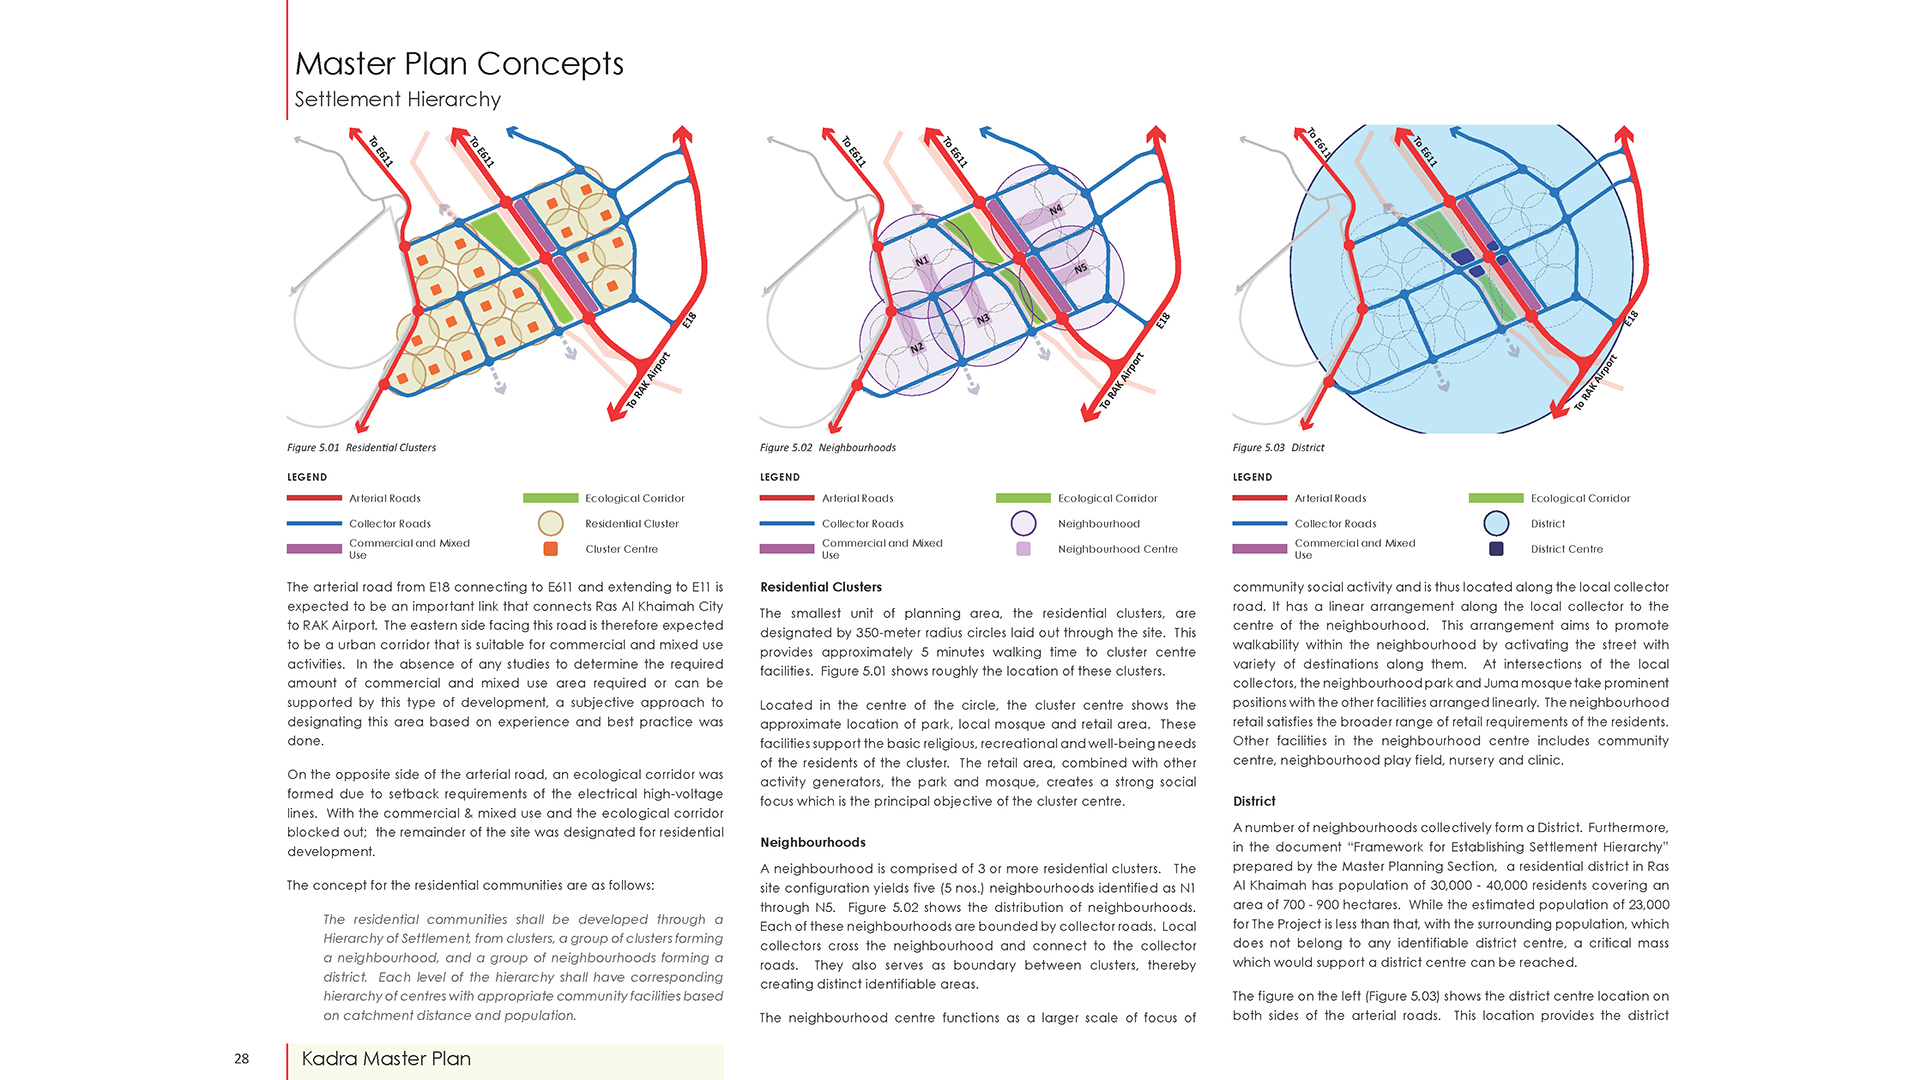 Master Plan Concepts
Settlement Hierarchy
To E611
To E611
E18
To RAK Airport
To E611
To E611
N1
N2
N3
N4
N5
E18
To RAK Airport
To E611
To E611
E18
To RAK Airport
Figure 5.01 Residential Clusters
LEGEND
Arterial Roads
Collector Roads
Commercial and Mixed
Use
Ecological Corridor
Residential Cluster
Cluster Centre
Figure 5.02 Neighbourhoods
LEGEND
Arterial Roads
Collector Roads
Commercial and Mixed
Use
Ecological Corridor
Neighbourhood
Neighbourhood Centre
Figure 5.03 District
LEGEND
Arterial Roads
Collector Roads
Commercial and Mixed
Use
Ecological Corridor
District
District Centre
The arterial road from E18 connecting to E611 and extending to E11 is
expected to be an important link that connects Ras Al Khaimah City
to RAK Airport. The eastern side facing this road is therefore expected
to be a urban corridor that is suitable for commercial and mixed use
activities. In the absence of any studies to determine the required
amount of commercial and mixed use area required or can be
supported by this type of development, a subjective approach to
designating this area based on experience and best practice was
done.
On the opposite side of the arterial road, an ecological corridor was
formed due to setback requirements of the electrical high-voltage
lines. With the commercial & mixed use and the ecological corridor
blocked out; the remainder of the site was designated for residential
development.
The concept for the residential communities are as follows:
The residential communities shall be developed through a
Hierarchy of Settlement, from clusters, a group of clusters forming
a neighbourhood, and a group of neighbourhoods forming a
district. Each level of the hierarchy shall have corresponding
hierarchy of centres with appropriate community facilities based
on catchment distance and population.
Residential Clusters
The smallest unit of planning area, the residential clusters, are
designated by 350-meter radius circles laid out through the site. This
provides approximately 5 minutes walking time to cluster centre
facilities. Figure 5.01 shows roughly the location of these clusters.
Located in the centre of the circle, the cluster centre shows the
approximate location of park, local mosque and retail area. These
facilities support the basic religious, recreational and well-being needs
of the residents of the cluster. The retail area, combined with other
activity generators, the park and mosque, creates a strong social
focus which is the principal objective of the cluster centre.
Neighbourhoods
A neighbourhood is comprised of 3 or more residential clusters. The
site configuration yields five (5 nos.) neighbourhoods identified as N1
through N5. Figure 5.02 shows the distribution of neighbourhoods.
Each of these neighbourhoods are bounded by collector roads. Local
collectors cross the neighbourhood and connect to the collector
roads. They also serves as boundary between clusters, thereby
creating distinct identifiable areas.
The neighbourhood centre functions as a larger scale of focus of
community social activity and is thus located along the local collector
road. It has a linear arrangement along the local collector to the
centre of the neighbourhood. This arrangement aims to promote
walkability within the neighbourhood by activating the street with
variety of destinations along them. At intersections of the local
collectors, the neighbourhood park and Juma mosque take prominent
positions with the other facilities arranged linearly. The neighbourhood
retail satisfies the broader range of retail requirements of the residents.
Other facilities in the neighbourhood centre includes community
centre, neighbourhood play field, nursery and clinic.
District
A number of neighbourhoods collectively form a District. Furthermore,
in the document “Framework for Establishing Settlement Hierarchy”
prepared by the Master Planning Section, a residential district in Ras
Al Khaimah has population of 30,000 - 40,000 residents covering an
area of 700 - 900 hectares. While the estimated population of 23,000
for The Project is less than that, with the surrounding population, which
does not belong to any identifiable district centre, a critical mass
which would support a district centre can be reached.
The figure on the left (Figure 5.03) shows the district centre location on
both sides of the arterial roads. This location provides the district
28
Kadra Master Plan